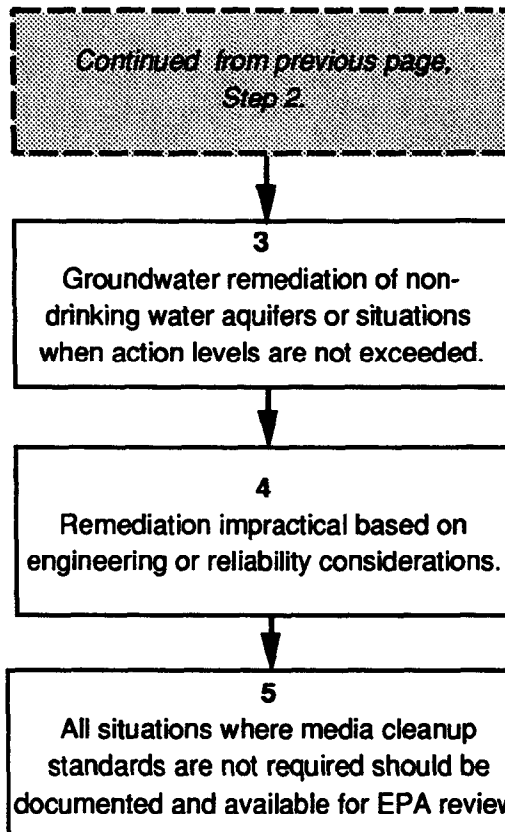 Continued from previous page,
Step 2.
3
Groundwater remediation of non-
drinking water aquifers or situations
when action levels are not exceeded.
4
Remediation impractical based on
engineering or reliability considerations.
5
All situations where media cleanup
standards are not required should be
documented and available for EPA review